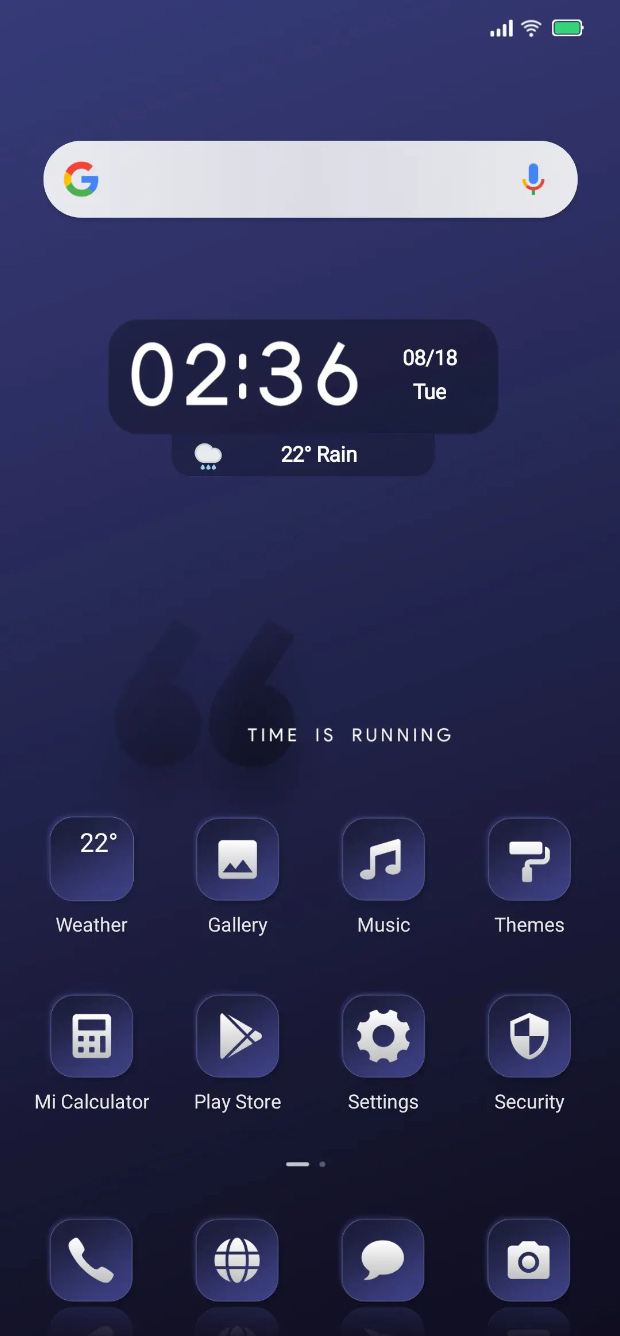 02:36
08/18
Tue
22° Rain
TIME IS RUNNING
22°
Weather Gallery Music Themes
Mi Calculator Play Store Settings Security